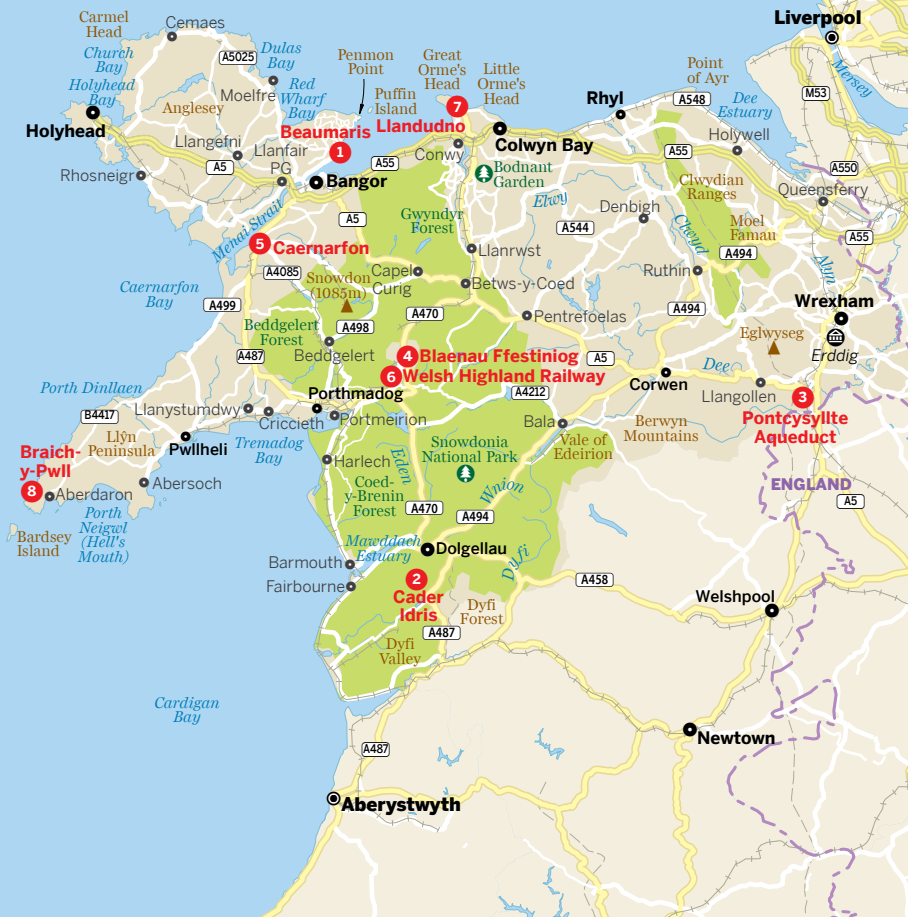 Carmel
Head
Cemaes
Liverpool
Church
Bay
A5025
Dulas
Bay
Penmon
Point
Great
Orme's
Head
Little
Orme's
Head
Point
of Ayr
Mersey
Holyhead
Bay
Moelfre
Red
Wharf
Bay
Puffin
Island
7
Llandudno
Rhyl
A548
Dee
Estuary
M53
Anglesey
Holyhead
Beaumaris
1
Colwyn Bay
Holywell
Llangefni
Llanfair
PG
A5
A55
Conwy
A55
A550
Rhosneigr
Bangor
Bodnant
Garden
Elwy
Clwydian
Ranges
Queensferry
Menai Strait
A5
Gwyndyr
Forest
Denbigh
A544
Clwyd
Moel
Famau
A55
5
Caernarfon
Llanrwst
A494
Alyn
A4085
Snowdon
(1085m)
Capel
Curig
Betws-y-Coed
Ruthin
Caernarfon
Bay
A499
A470
Pentrefoelas
A494
Wrexham
Beddgelert
Forest
A498
Eglwyseg
Erddig
A487
Beddgelert
4
Blaenau Ffestiniog
A5
Dee
6
Welsh Highland Railway
Corwen
Porth Dinllaen
Porthmadog
A4212
Llangollen
3
Pontcysyllte
Aqueduct
B4417
Llanystumdwy
Criccieth
Portmeirion
Bala
Berwyn
Mountains
Llŷn
Peninsula
Pwllheli
Tremadog
Bay
Snowdonia
National Park
Vale of
Edeirion
Braich-
y-Pwll
8
Aberdaron
Abersoch
Harlech
Eden
Coed-
y-Brenin
Forest
Wnion
ENGLAND
A5
Porth
Neigwl
(Hell's
Mouth)
Bardsey
Island
A470
A494
Mawddach
Estuary
Dolgellau
Dyfi
Barmouth
Fairbourne
2
Cader
Idris
A458
Dyfi
Forest
Welshpool
A487
Dyfi
Valley
Cardigan
Bay
Newtown
A487
Aberystwyth